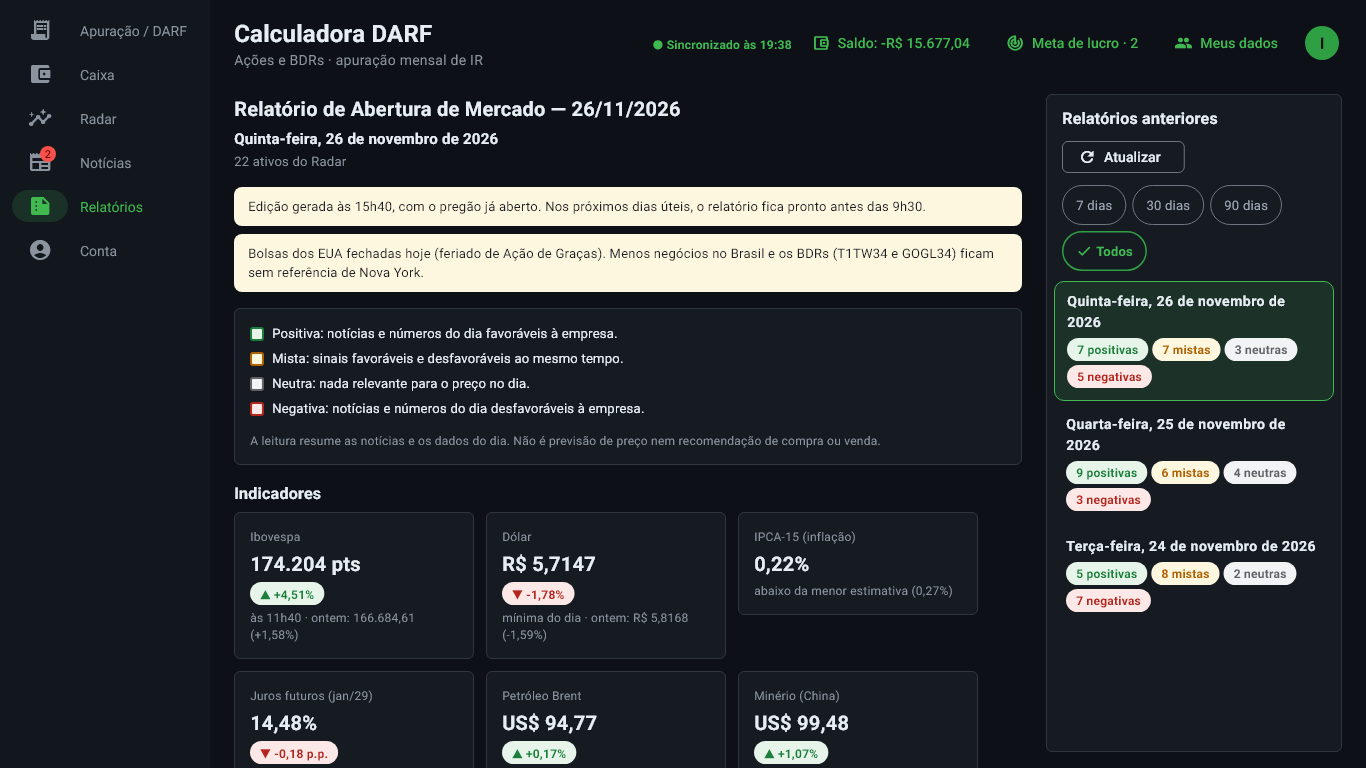 Apuração / DARF
Caixa
Radar
2
Notícias
Relatórios
Conta
Calculadora DARF
Ações e BDRs · apuração mensal de IR
Sincronizado às 19:38
Saldo: -R$ 15.677,04
Meta de lucro · 2
Meus dados
I
Relatório de Abertura de Mercado — 26/11/2026
Quinta-feira, 26 de novembro de 2026
22 ativos do Radar
Edição gerada às 15h40, com o pregão já aberto. Nos próximos dias úteis, o relatório fica pronto antes das 9h30.
Bolsas dos EUA fechadas hoje (feriado de Ação de Graças). Menos negócios no Brasil e os BDRs (T1TW34 e GOGL34) ficam
sem referência de Nova York.
Positiva: notícias e números do dia favoráveis à empresa.
Mista: sinais favoráveis e desfavoráveis ao mesmo tempo.
Neutra: nada relevante para o preço no dia.
Negativa: notícias e números do dia desfavoráveis à empresa.
A leitura resume as notícias e os dados do dia. Não é previsão de preço nem recomendação de compra ou venda.
Indicadores
Ibovespa
174.204 pts
▲ +4,51%
às 11h40 · ontem: 166.684,61
(+1,58%)
Dólar
R$ 5,7147
▼ -1,78%
mínima do dia · ontem: R$ 5,8168
(-1,59%)
IPCA-15 (inflação)
0,22%
abaixo da menor estimativa (0,27%)
Juros futuros (jan/29)
14,48%
▼ -0,18 p.p.
Petróleo Brent
US$ 94,77
▲ +0,17%
Minério (China)
US$ 99,48
▲ +1,07%
Relatórios anteriores
Atualizar
7 dias
30 dias
90 dias
Todos
Quinta-feira, 26 de novembro de
2026
7 positivas
7 mistas
3 neutras
5 negativas
Quarta-feira, 25 de novembro de
2026
9 positivas
6 mistas
4 neutras
3 negativas
Terça-feira, 24 de novembro de 2026
5 positivas
8 mistas
2 neutras
7 negativas